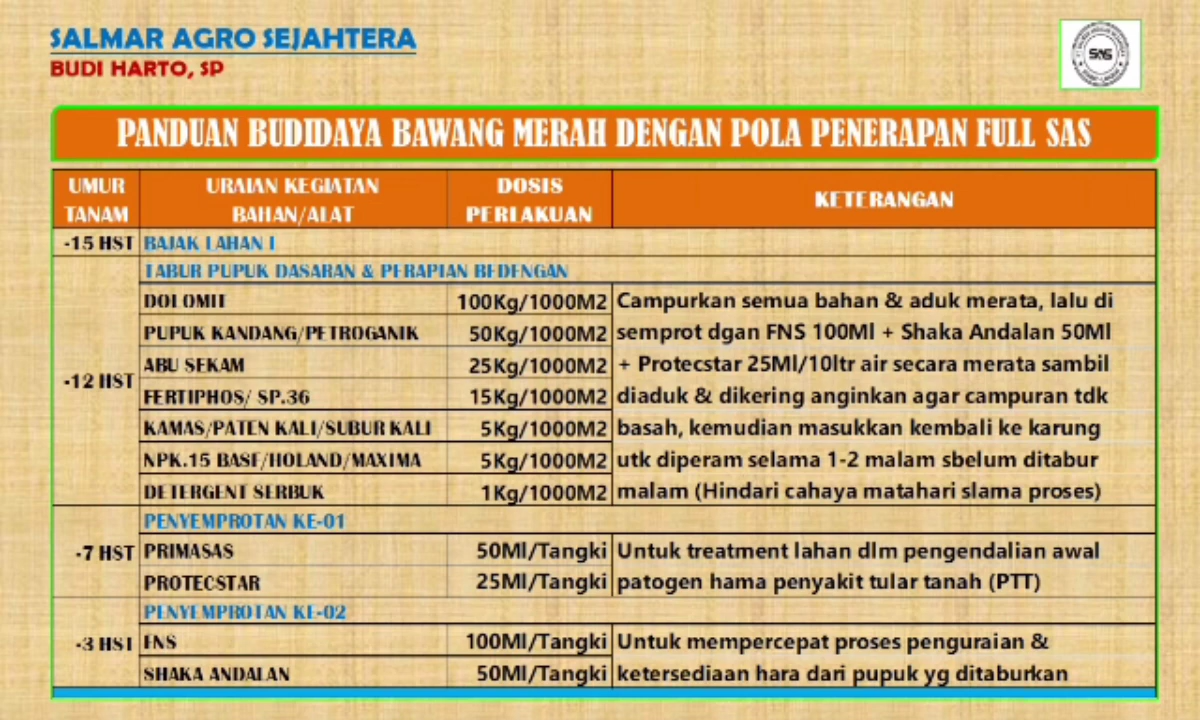 SALMAR AGRO SEJAHTERA
BUDI HARTO, SP
SAS
PANDUAN BUDIDAYA BAWANG MERAH DENGAN POLA PENERAPAN FULL SAS
UMUR TANAM URAIAN KEGIATAN BAHAN/ALAT DOSIS PERLAKUAN KETERANGAN
-15 HST BAJAK LAHAN I
TABUR PUPUK DASARAN & PERAPIAN BEDENGAN
DOLOMIT 100Kg/1000M2 Campurkan semua bahan & aduk merata, lalu di
PUPUK KANDANG/PETROGANIK 50Kg/1000M2 semprot dgan FNS 100Ml + Shaka Andalan 50Ml
ABU SEKAM 25Kg/1000M2 + Protecstar 25Ml/10ltr air secara merata sambil
-12 HST FERTIPHOS/ SP.36 15Kg/1000M2 diaduk & dikering anginkan agar campuran tdk
KAMAS/PATEN KALI/SUBUR KALI 5Kg/1000M2 basah, kemudian masukkan kembali ke karung
NPK.15 BASF/HOLAND/MAXIMA 5Kg/1000M2 utk diperam selama 1-2 malam sbelum ditabur
DETERGENT SERBUK 1Kg/1000M2 malam (Hindari cahaya matahari slama proses)
PENYEMPROTAN KE-01
-7 HST PRIMASAS 50Ml/Tangki Untuk treatment lahan dlm pengendalian awal
PROTECSTAR 25Ml/Tangki patogen hama penyakit tular tanah (PTT)
PENYEMPROTAN KE-02
-3 HST FNS 100Ml/Tangki Untuk mempercepat proses penguraian &
SHAKA ANDALAN 50Ml/Tangki ketersediaan hara dari pupuk yg ditaburkan